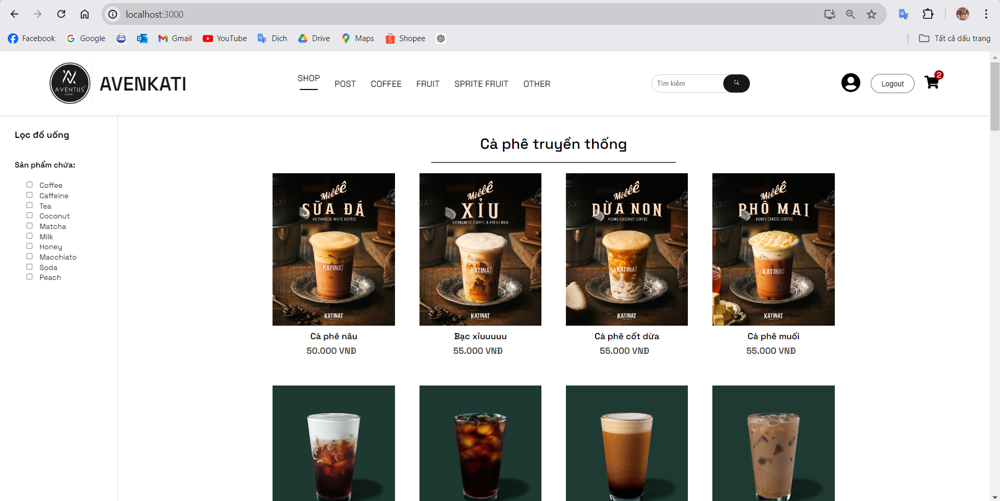 localhost:3000
Facebook Google Gmail YouTube Dịch Drive Maps Shopee Tất cả dấu trang
AVENTUS
CAFE
AVENKATI
SHOP POST COFFEE FRUIT SPRITE FRUIT OTHER
Tìm kiếm
Logout
2
Lọc đồ uống
Sản phẩm chứa:
Coffee
Caffeine
Tea
Coconut
Matcha
Milk
Honey
Macchiato
Soda
Peach
Cà phê truyền thống
Mêêêê
SỮA ĐÁ
VIETNAMESE WHITE COFFEE
KATINAT
KATINAT
Cà phê nâu
50.000 VNĐ
Mêêêê
XỈU
VIETNAMESE COFFEE & FRESH MILK
KATINAT
KATINAT
Bạc xỉuuuuu
55.000 VNĐ
Mêêêê
DỪA NON
YOUNG COCONUT COFFEE
KATINAT
KATINAT
Cà phê cốt dừa
55.000 VNĐ
Mêêêê
PHÔ MAI
HONEY CHEESE COFFEE
KATINAT
KATINAT
Cà phê muối
55.000 VNĐ